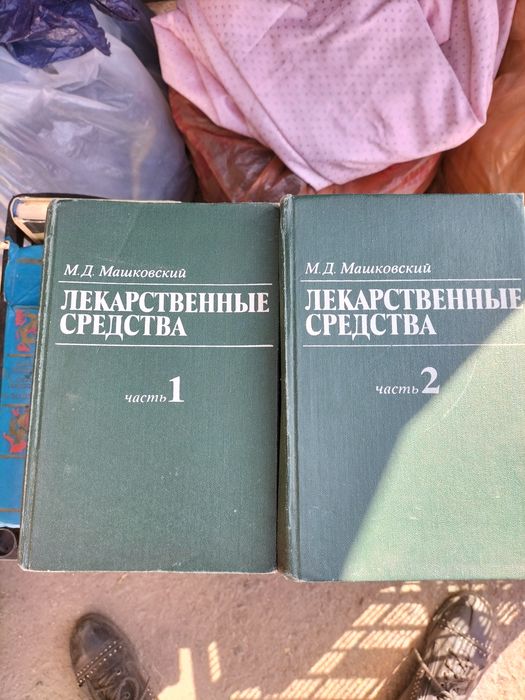 М.Д. Машковский
ЛЕКАРСТВЕННЫЕ
СРЕДСТВА
часть 1
М.Д. Машковский
ЛЕКАРСТВЕННЫЕ
СРЕДСТВА
часть 2